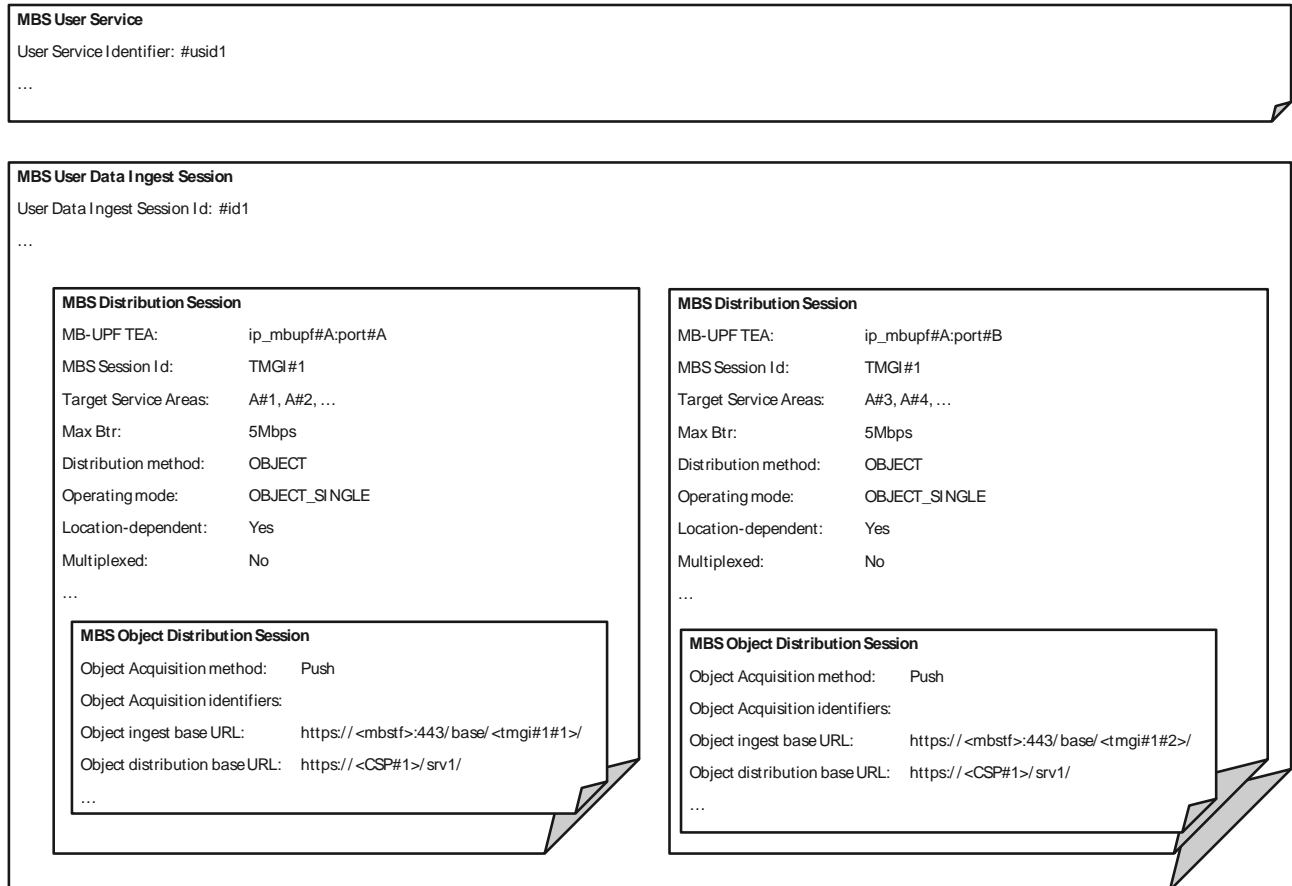 MBS User Service
User Service Identifier: #usid1
…
MBS User Data Ingest Session
User Data Ingest Session Id: #id1
…
MBS Distribution Session
MB-UPF TEA: ip_mbupf#A:port#A
MBS Session Id: TMGI#1
Target Service Areas: A#1, A#2, …
Max Btr: 5Mbps
Distribution method: OBJECT
Operating mode: OBJECT_SINGLE
Location-dependent: Yes
Multiplexed: No
…
MBS Object Distribution Session
Object Acquisition method: Push
Object Acquisition identifiers:
Object ingest base URL: https://<mbstf>:443/base/<tmgi#1#1>/
Object distribution base URL: https://<CSP#1>/srv1/
…
MBS Distribution Session
MB-UPF TEA: ip_mbupf#A:port#B
MBS Session Id: TMGI#1
Target Service Areas: A#3, A#4, …
Max Btr: 5Mbps
Distribution method: OBJECT
Operating mode: OBJECT_SINGLE
Location-dependent: Yes
Multiplexed: No
…
MBS Object Distribution Session
Object Acquisition method: Push
Object Acquisition identifiers:
Object ingest base URL: https://<mbstf>:443/base/<tmgi#1#2>/
Object distribution base URL: https://<CSP#1>/srv1/
…